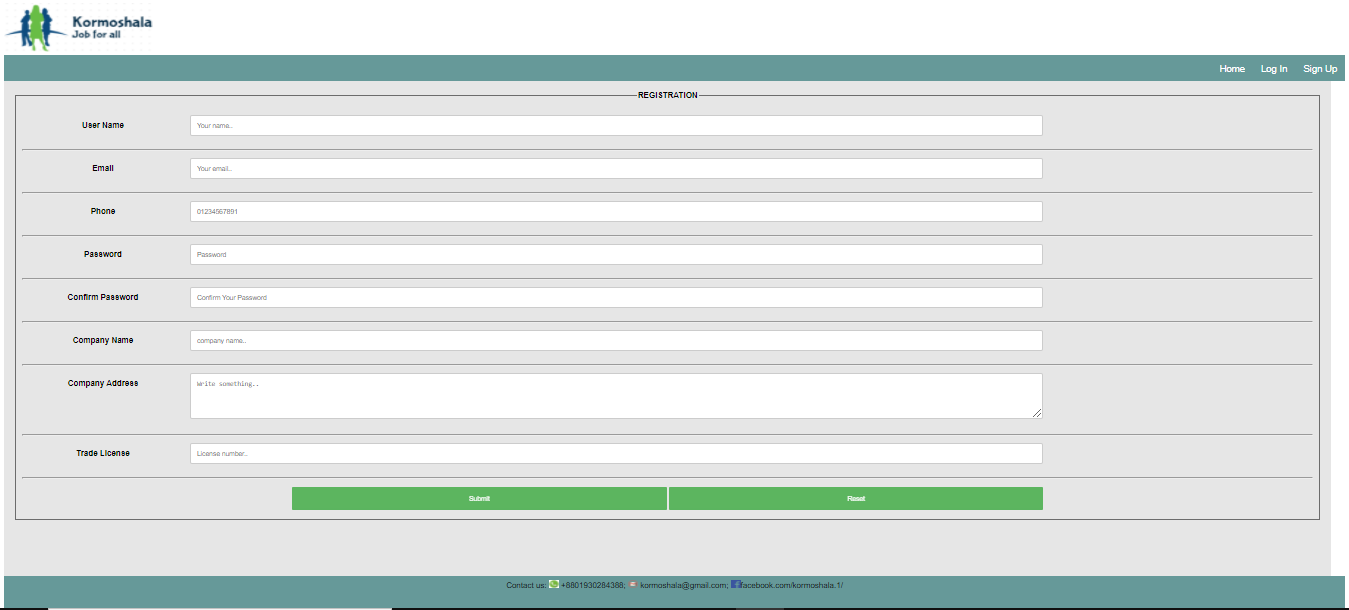 Kormoshala
Job for all
Home Log In Sign Up
REGISTRATION
User Name Your name..
Email Your email..
Phone 01234567891
Password Password
Confirm Password Confirm Your Password
Company Name company name..
Company Address Write something..
Trade License License number..
Submit Reset
Contact us: +8801930284388; kormoshala@gmail.com; facebook.com/kormoshala.1/